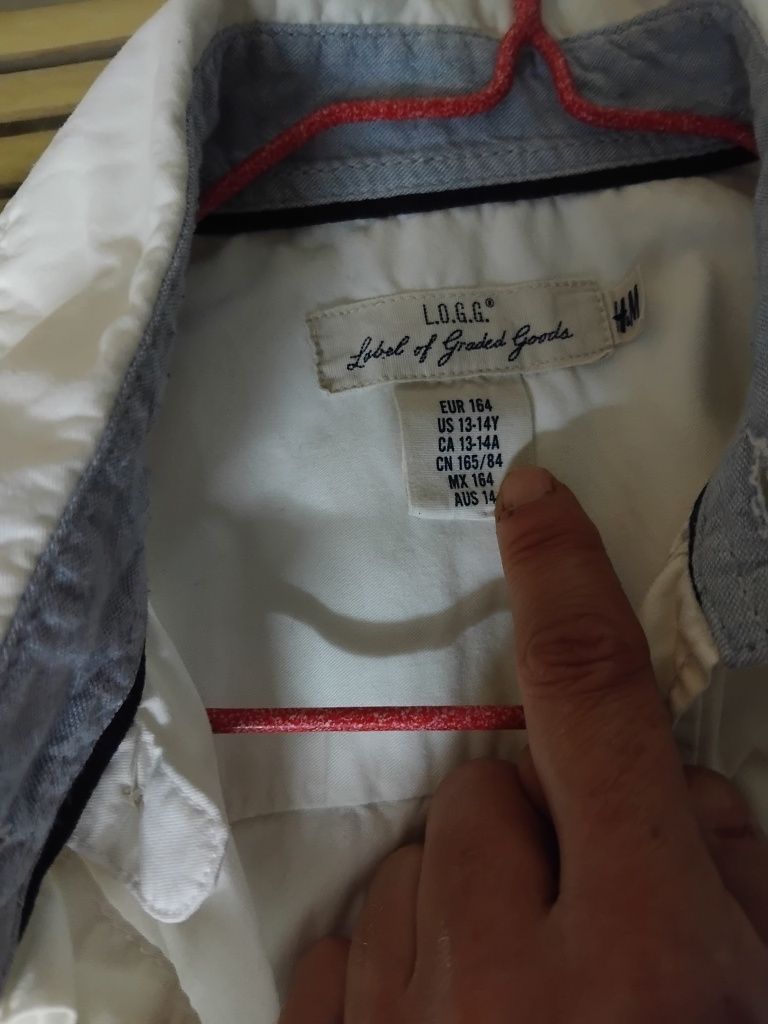 L.O.G.G.®
Label of Graded Goods
H&M
EUR 164
US 13-14Y
CA 13-14A
CN 165/84
MX 164
AUS 14